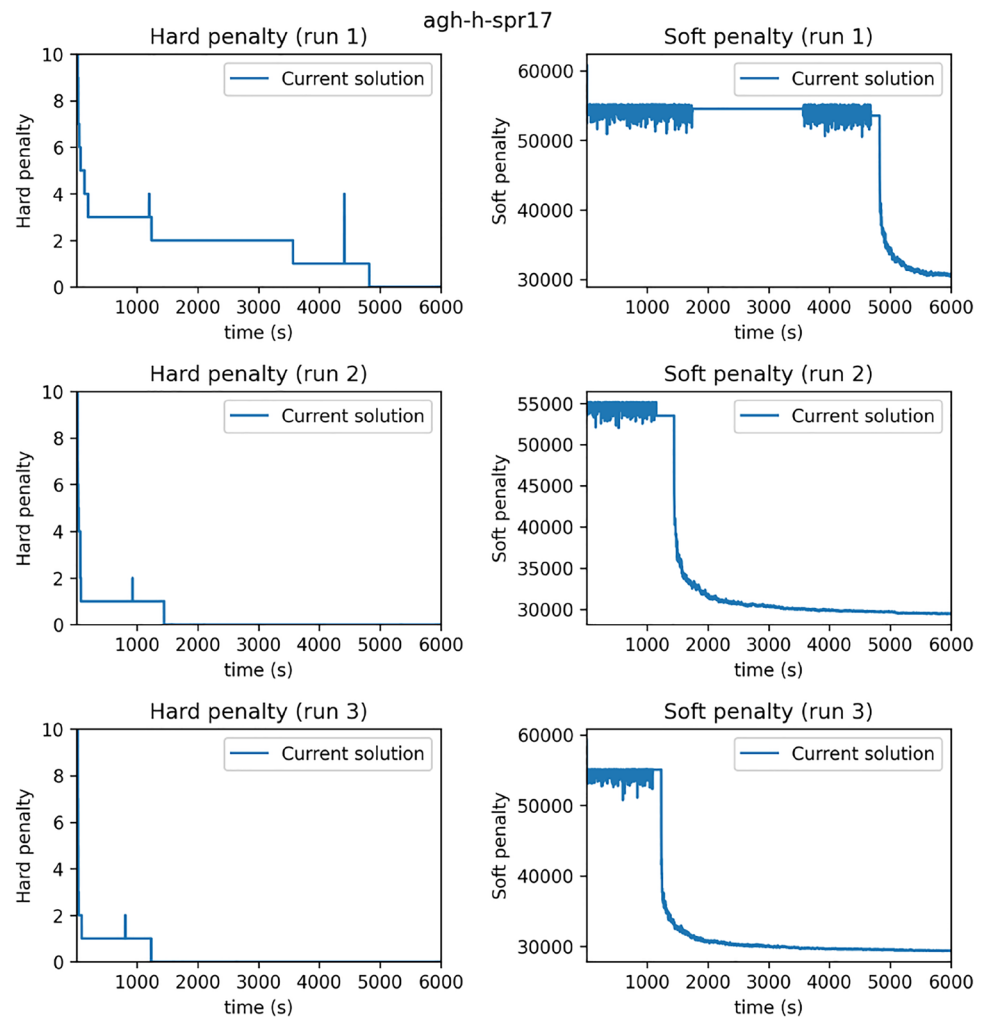 agh-h-spr17
Hard penalty (run 1)
Current solution
Hard penalty
10
8
6
4
2
0
1000 2000 3000 4000 5000 6000
time (s)
Soft penalty (run 1)
Current solution
Soft penalty
60000
50000
40000
30000
1000 2000 3000 4000 5000 6000
time (s)
Hard penalty (run 2)
Current solution
Hard penalty
10
8
6
4
2
0
1000 2000 3000 4000 5000 6000
time (s)
Soft penalty (run 2)
Current solution
Soft penalty
55000
50000
45000
40000
35000
30000
1000 2000 3000 4000 5000 6000
time (s)
Hard penalty (run 3)
Current solution
Hard penalty
10
8
6
4
2
0
1000 2000 3000 4000 5000 6000
time (s)
Soft penalty (run 3)
Current solution
Soft penalty
60000
50000
40000
30000
1000 2000 3000 4000 5000 6000
time (s)